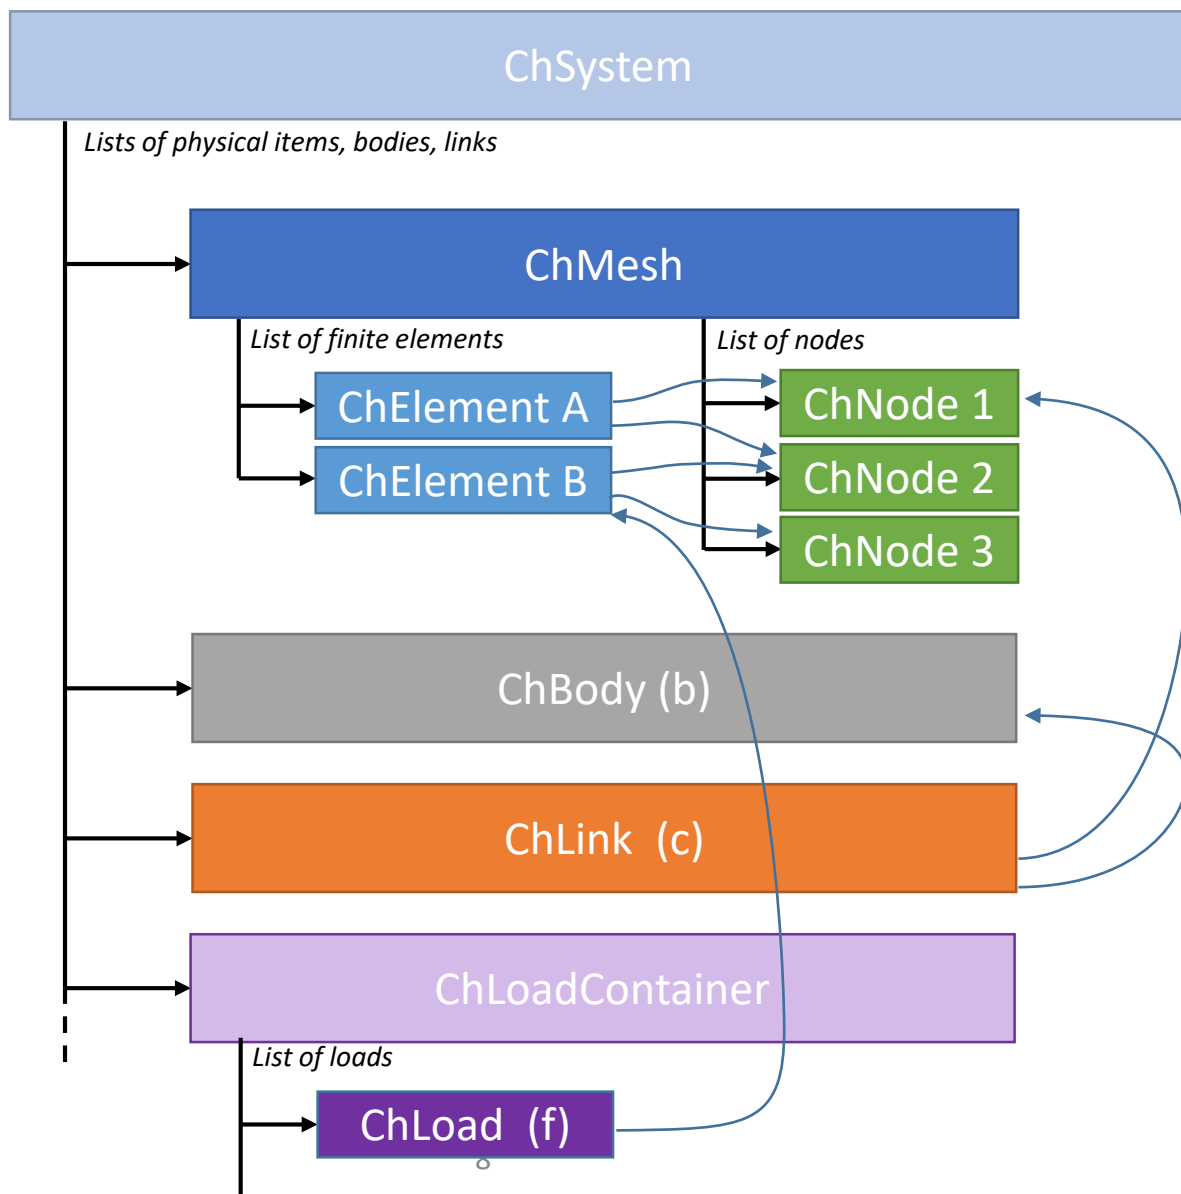 ChSystem
Lists of physical items, bodies, links
ChMesh
List of finite elements
List of nodes
ChElement A
ChNode 1
ChElement B
ChNode 2
ChNode 3
ChBody (b)
ChLink (c)
ChLoadContainer
List of loads
ChLoad (f)